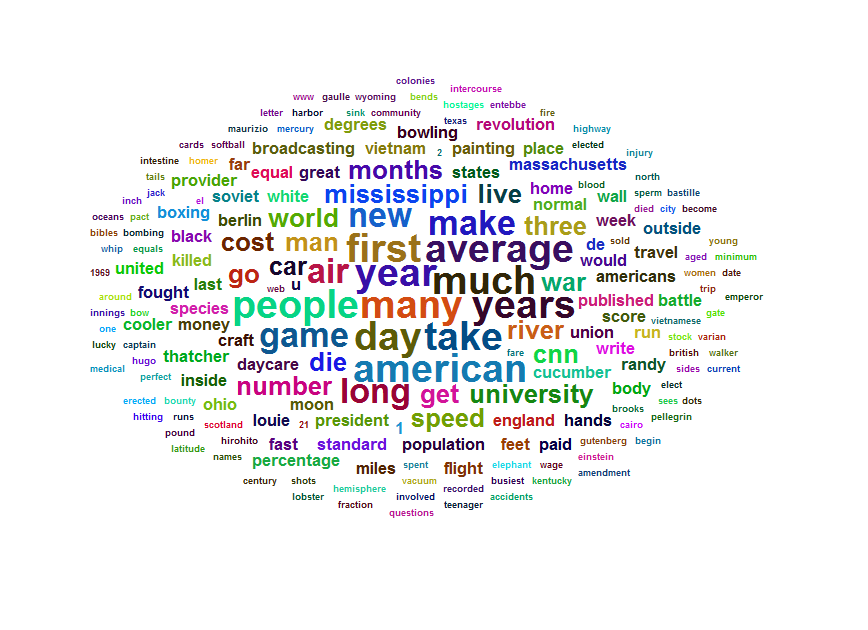 colonies
intercourse
www gaulle wyoming bends
hostages entebbe
letter harbor sink community fire
maurizio mercury degrees bowling texas revolution highway
cards softball broadcasting vietnam 2 painting place elected
intestine homer far equal great months states massachusetts injury
tails provider home blood north
inch jack el soviet white mississippi live normal wall sperm bastille
oceans pact boxing berlin world new make three week died city become
bibles bombing black cost man first average de sold outside
whip equals killed would travel young
1969 united last go car air year much war americans aged minimum
women date
around fought web u trip
innings bow species people many years published battle emperor
one cooler money score vietnamese gate
lucky captain craft game day take river union run stock varian
hugo thatcher fare cnn write british walker
medical perfect daycare die american cucumber randy sides current
erected bounty inside number long get university body elect
hitting runs ohio moon brooks sees dots
pound scotland louie 21 president 1 speed england hands pellegrin
latitude hirohito fast standard population feet paid gutenberg begin cairo
names percentage miles spent flight elephant wage einstein
century shots vacuum busiest kentucky amendment
lobster hemisphere involved recorded accidents
fraction teenager
questions